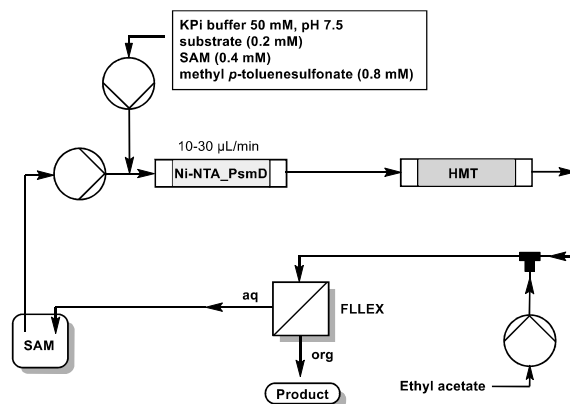 KPi buffer 50 mM, pH 7.5
substrate (0.2 mM)
SAM (0.4 mM)
methyl p-toluenesulfonate (0.8 mM)
10-30 µL/min
Ni-NTA_PsmD
HMT
aq
FLLEX
SAM
org
Product
Ethyl acetate